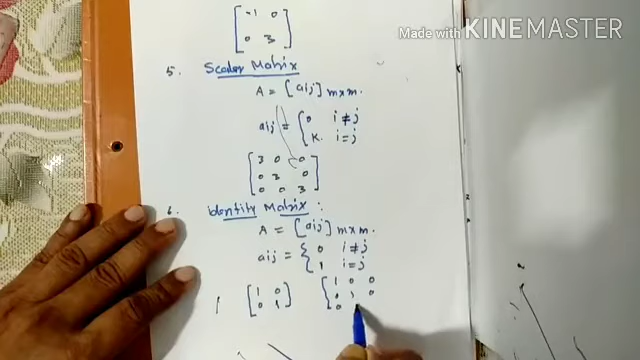 Made with KINEMASTER
[-1 0
0 3]
5. Scalar Matrix
A = [aij] m×m.
aij = { 0 i ≠ j
K. i = j
[3 0 0
0 3 0
0 0 3]
6. Identity Matrix :
A = [aij] m×m.
aij = { 0 i ≠ j
1 i = j
[1 0 [1 0 0
0 1] 0 1 0
0